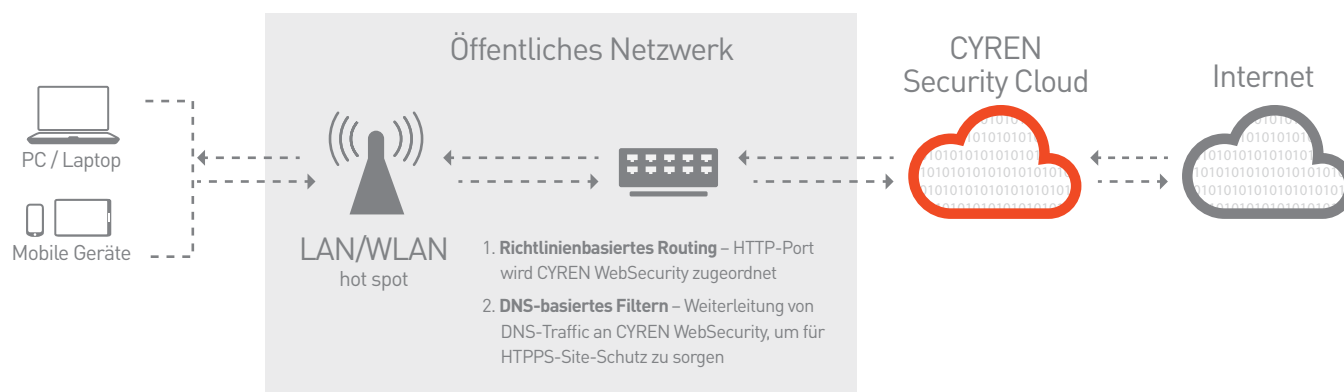 Öffentliches Netzwerk
CYREN
Security Cloud
Internet
PC / Laptop
Mobile Geräte
LAN/WLAN
hot spot
1. Richtlinienbasiertes Routing – HTTP-Port
wird CYREN WebSecurity zugeordnet
2. DNS-basiertes Filtern – Weiterleitung von
DNS-Traffic an CYREN WebSecurity, um für
HTPPS-Site-Schutz zu sorgen